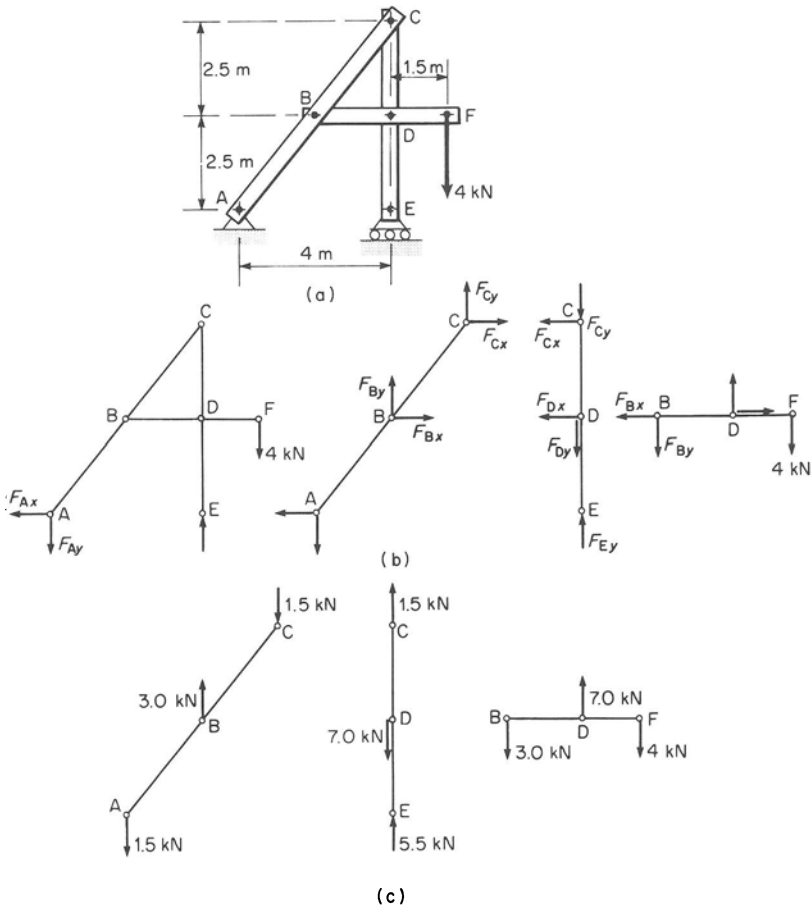 C
2.5 m
1.5 m
B
F
D
2.5 m
4 kN
A
E
4 m
(a)
C
B
D
F
4 kN
F_Ax
A
F_Ay
E
F_Cy
C
F_Cx
F_By
B
F_Bx
A
C
F_Cx
F_Cy
F_Dx
D
F_Dy
E
F_Ey
F_Bx
B
F_By
D
F
4 kN
(b)
1.5 kN
C
3.0 kN
B
A
1.5 kN
1.5 kN
C
D
7.0 kN
E
5.5 kN
7.0 kN
B
D
F
3.0 kN
4 kN
(c)